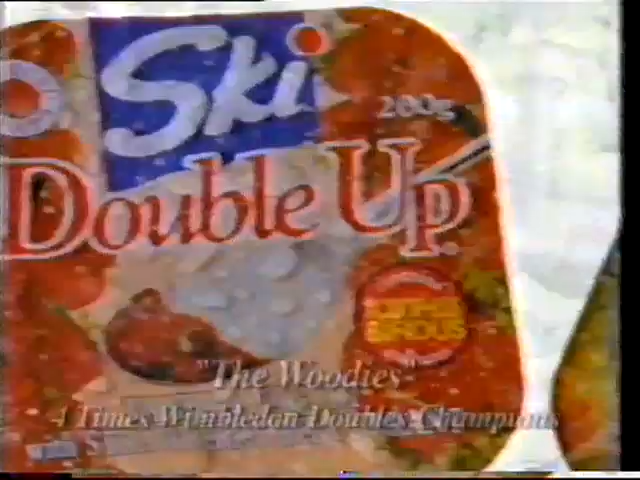 Ski
200g
Double Up
"The Woodies"
4 Times Wimbledon Doubles Champions